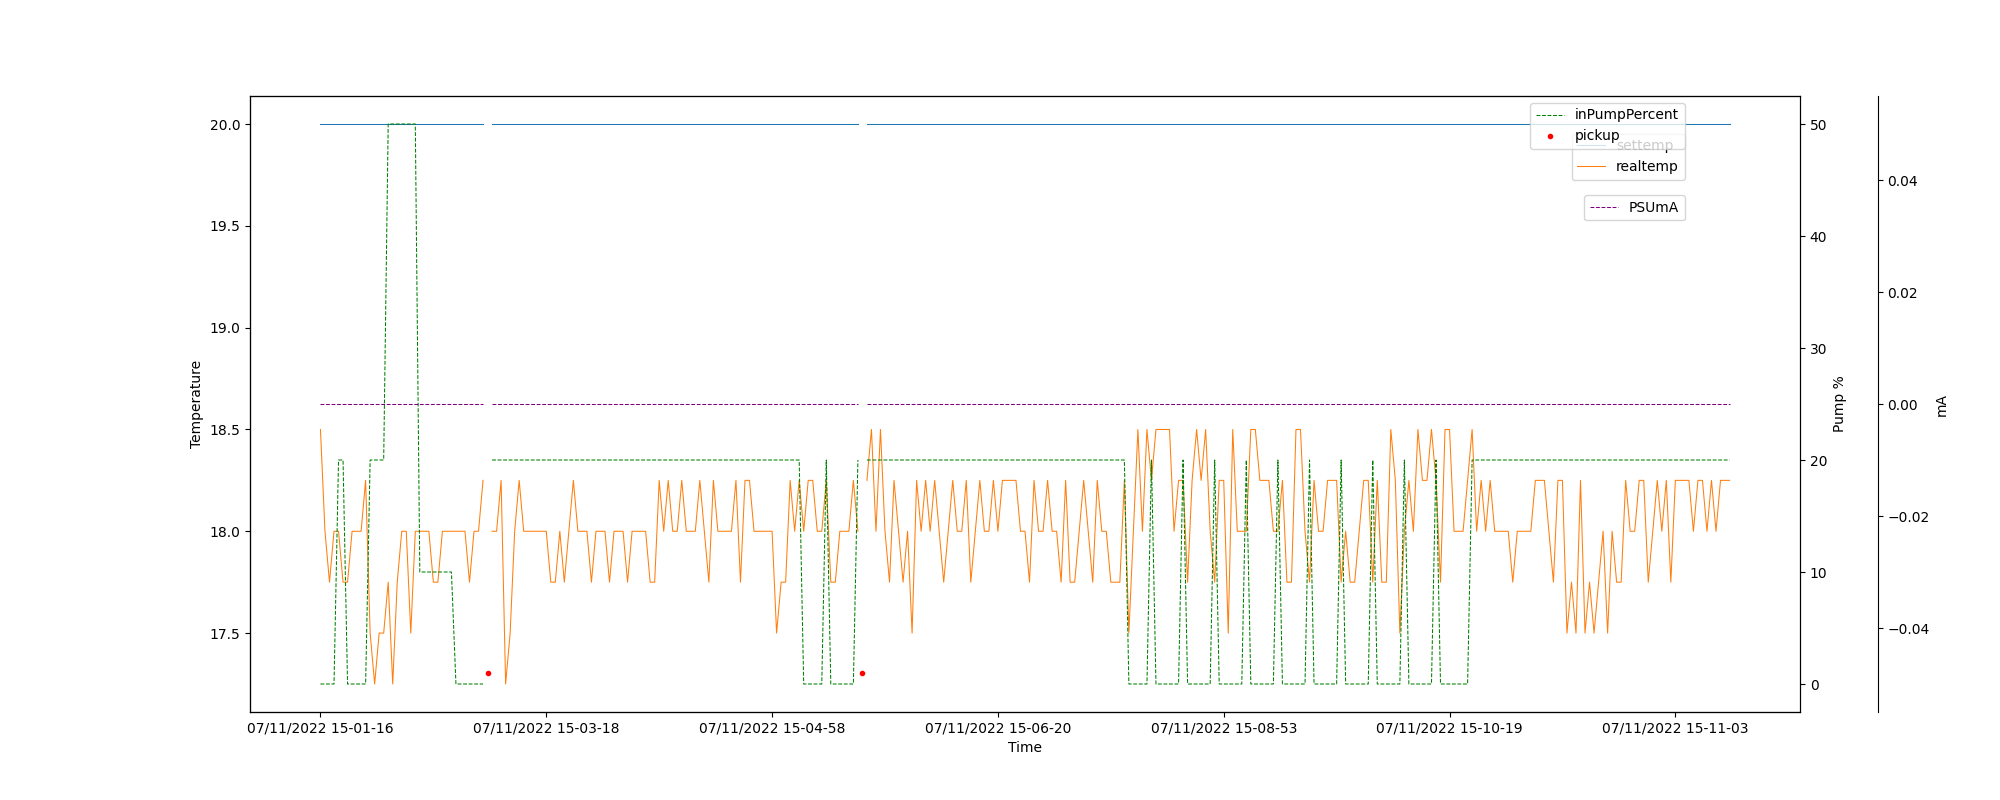 20.0
19.5
19.0
18.5
18.0
17.5
Temperature
inPumpPercent
pickup
settemp
realtemp
PSUmA
50
40
30
20
10
0
Pump %
0.04
0.02
0.00
−0.02
−0.04
mA
07/11/2022 15-01-16
07/11/2022 15-03-18
07/11/2022 15-04-58
07/11/2022 15-06-20
07/11/2022 15-08-53
07/11/2022 15-10-19
07/11/2022 15-11-03
Time